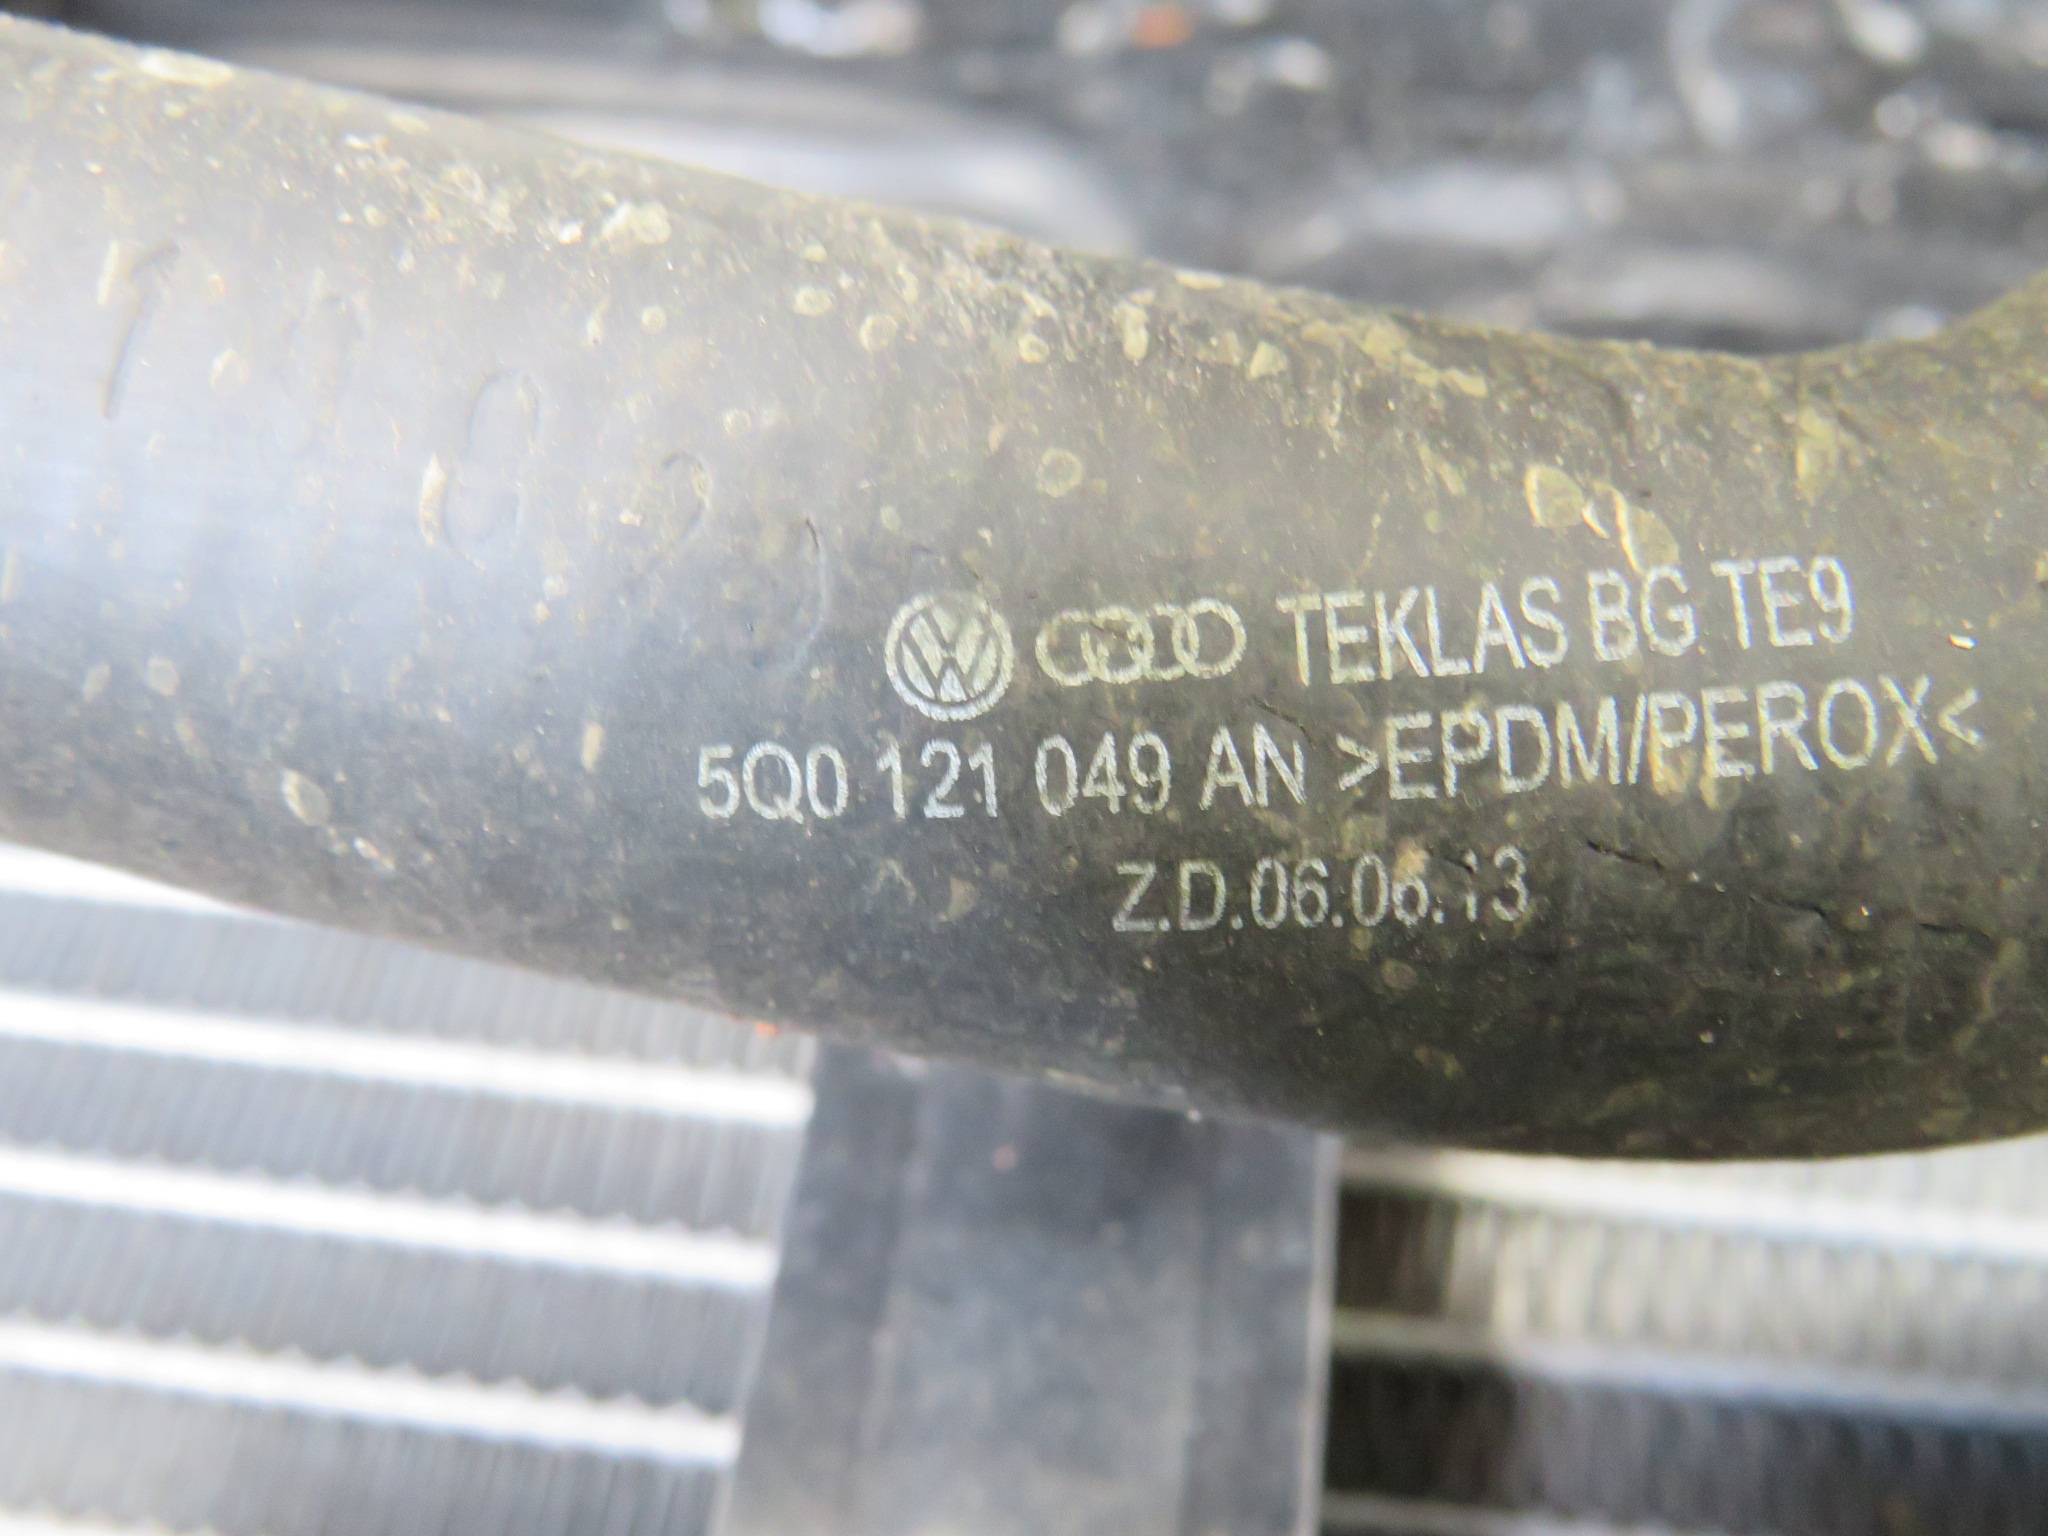 TEKLAS BG TE9
5Q0 121 049 AN >EPDM/PEROX<
Z.D.06.06.13